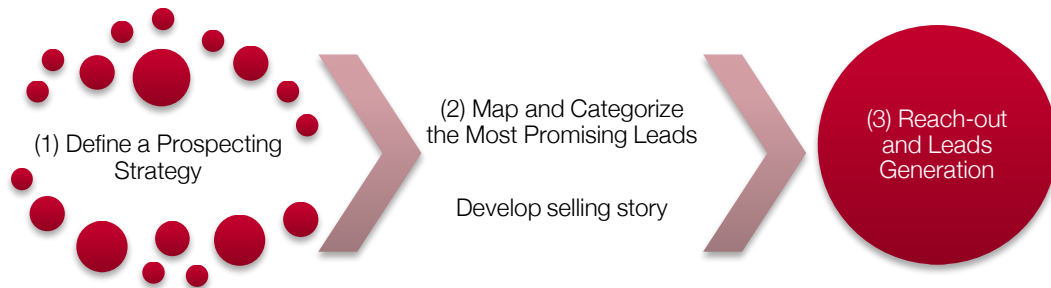 (1) Define a Prospecting
Strategy
(2) Map and Categorize
the Most Promising Leads
Develop selling story
(3) Reach-out
and Leads
Generation